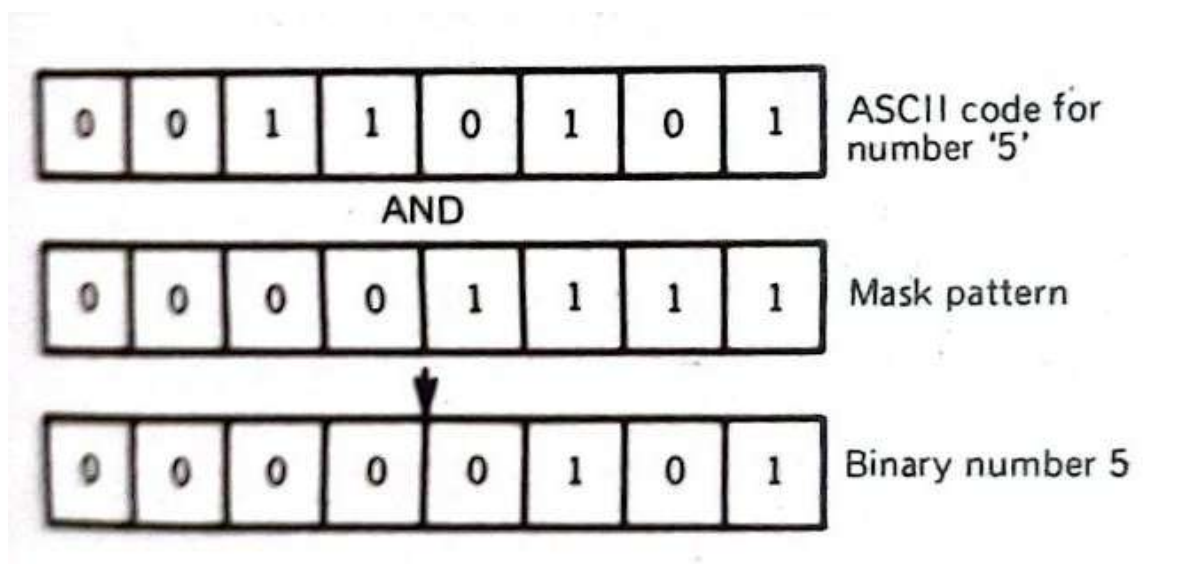 0 0 1 1 0 1 0 1 ASCII code for
number ‘5’
AND
0 0 0 0 1 1 1 1 Mask pattern
0 0 0 0 0 1 0 1 Binary number 5